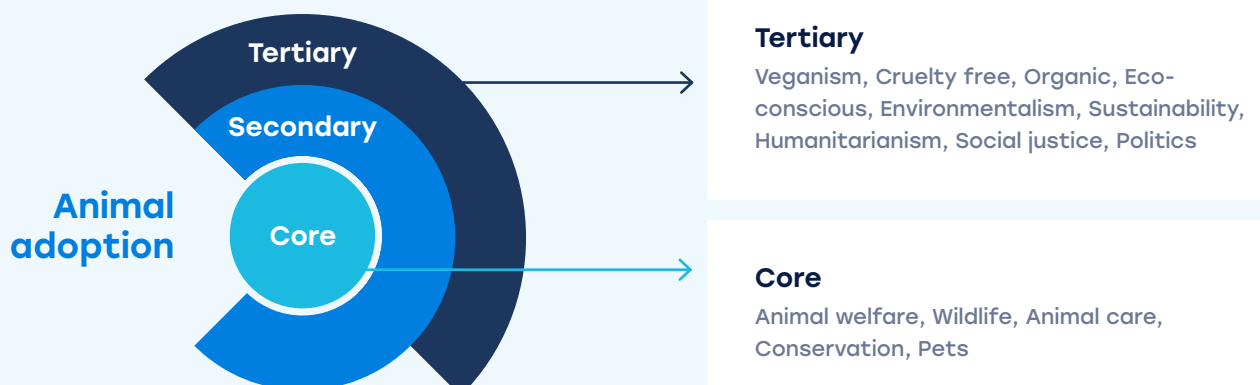 Tertiary
Secondary
Core
Animal
adoption
Tertiary
Veganism, Cruelty free, Organic, Eco-
conscious, Environmentalism, Sustainability,
Humanitarianism, Social justice, Politics
Core
Animal welfare, Wildlife, Animal care,
Conservation, Pets